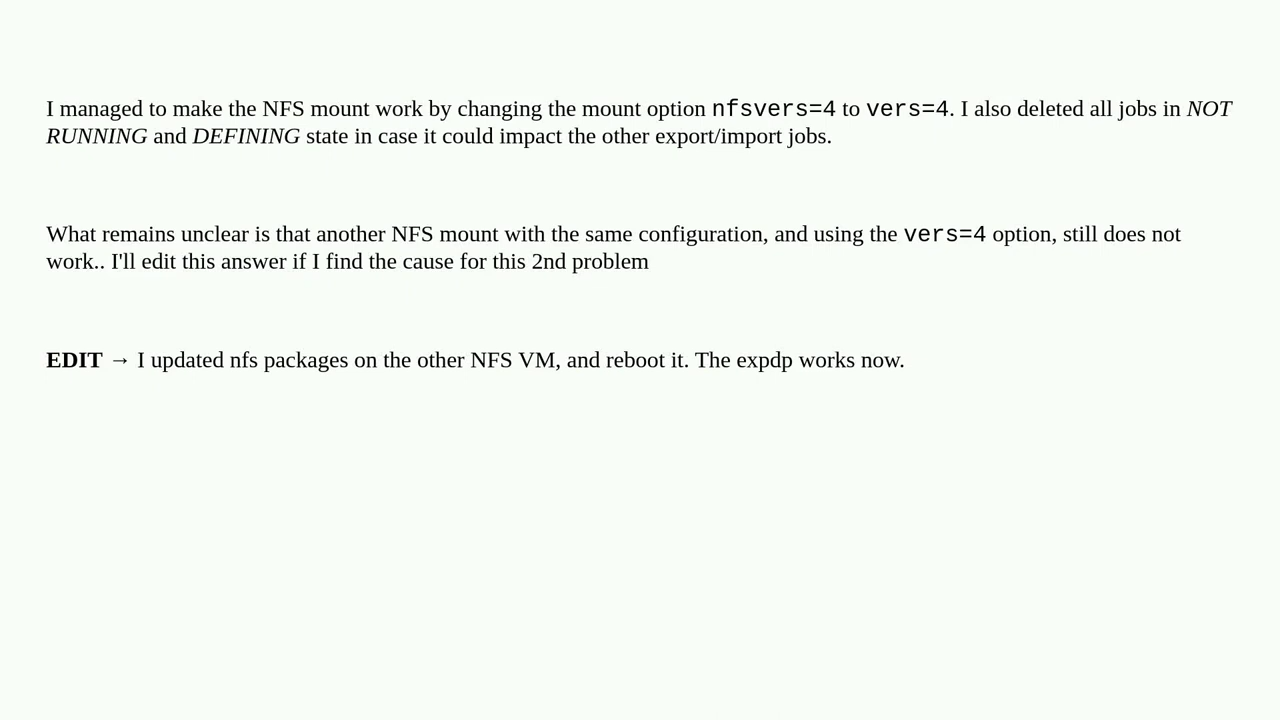 I managed to make the NFS mount work by changing the mount option nfsvers=4 to vers=4. I also deleted all jobs in NOT
RUNNING and DEFINING state in case it could impact the other export/import jobs.
What remains unclear is that another NFS mount with the same configuration, and using the vers=4 option, still does not
work.. I'll edit this answer if I find the cause for this 2nd problem
EDIT → I updated nfs packages on the other NFS VM, and reboot it. The expdp works now.